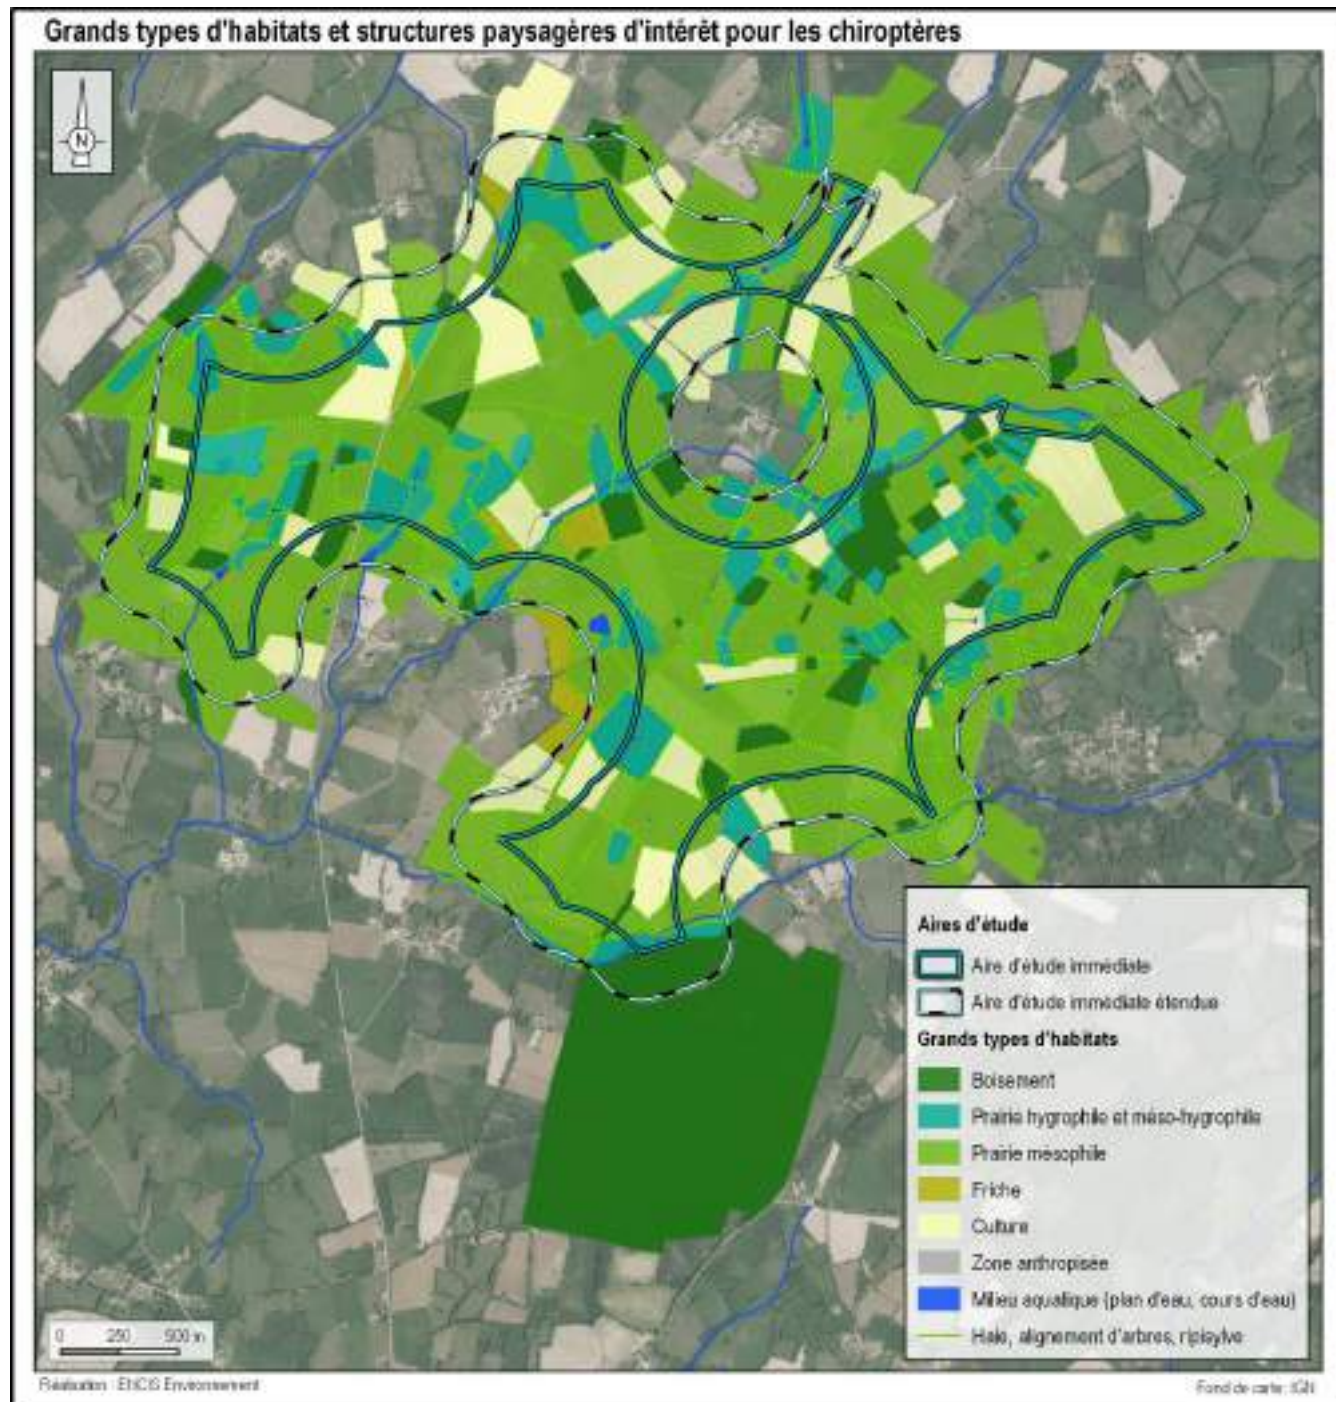 Grands types d'habitats et structures paysagères d'intérêt pour les chiroptères
N
Aires d'étude
Aire d'étude immédiate
Aire d'étude immédiate étendue
Grands types d'habitats
Boisement
Prairie hygrophile et méso-hygrophile
Prairie mésophile
Friche
Culture
Zone anthropisée
Milieu aquatique (plan d'eau, cours d'eau)
Haie, alignement d'arbres, ripisylve
0 250 500 m
Réalisation : ENCIS Environnement
Fond de carte : IGN